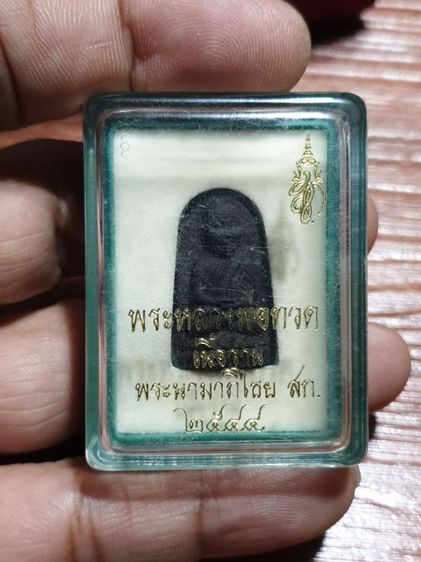 พระหลวงพ่อทวด
เนื้อว่าน
พระนามาภิไธย สก.
๒๕๔๔